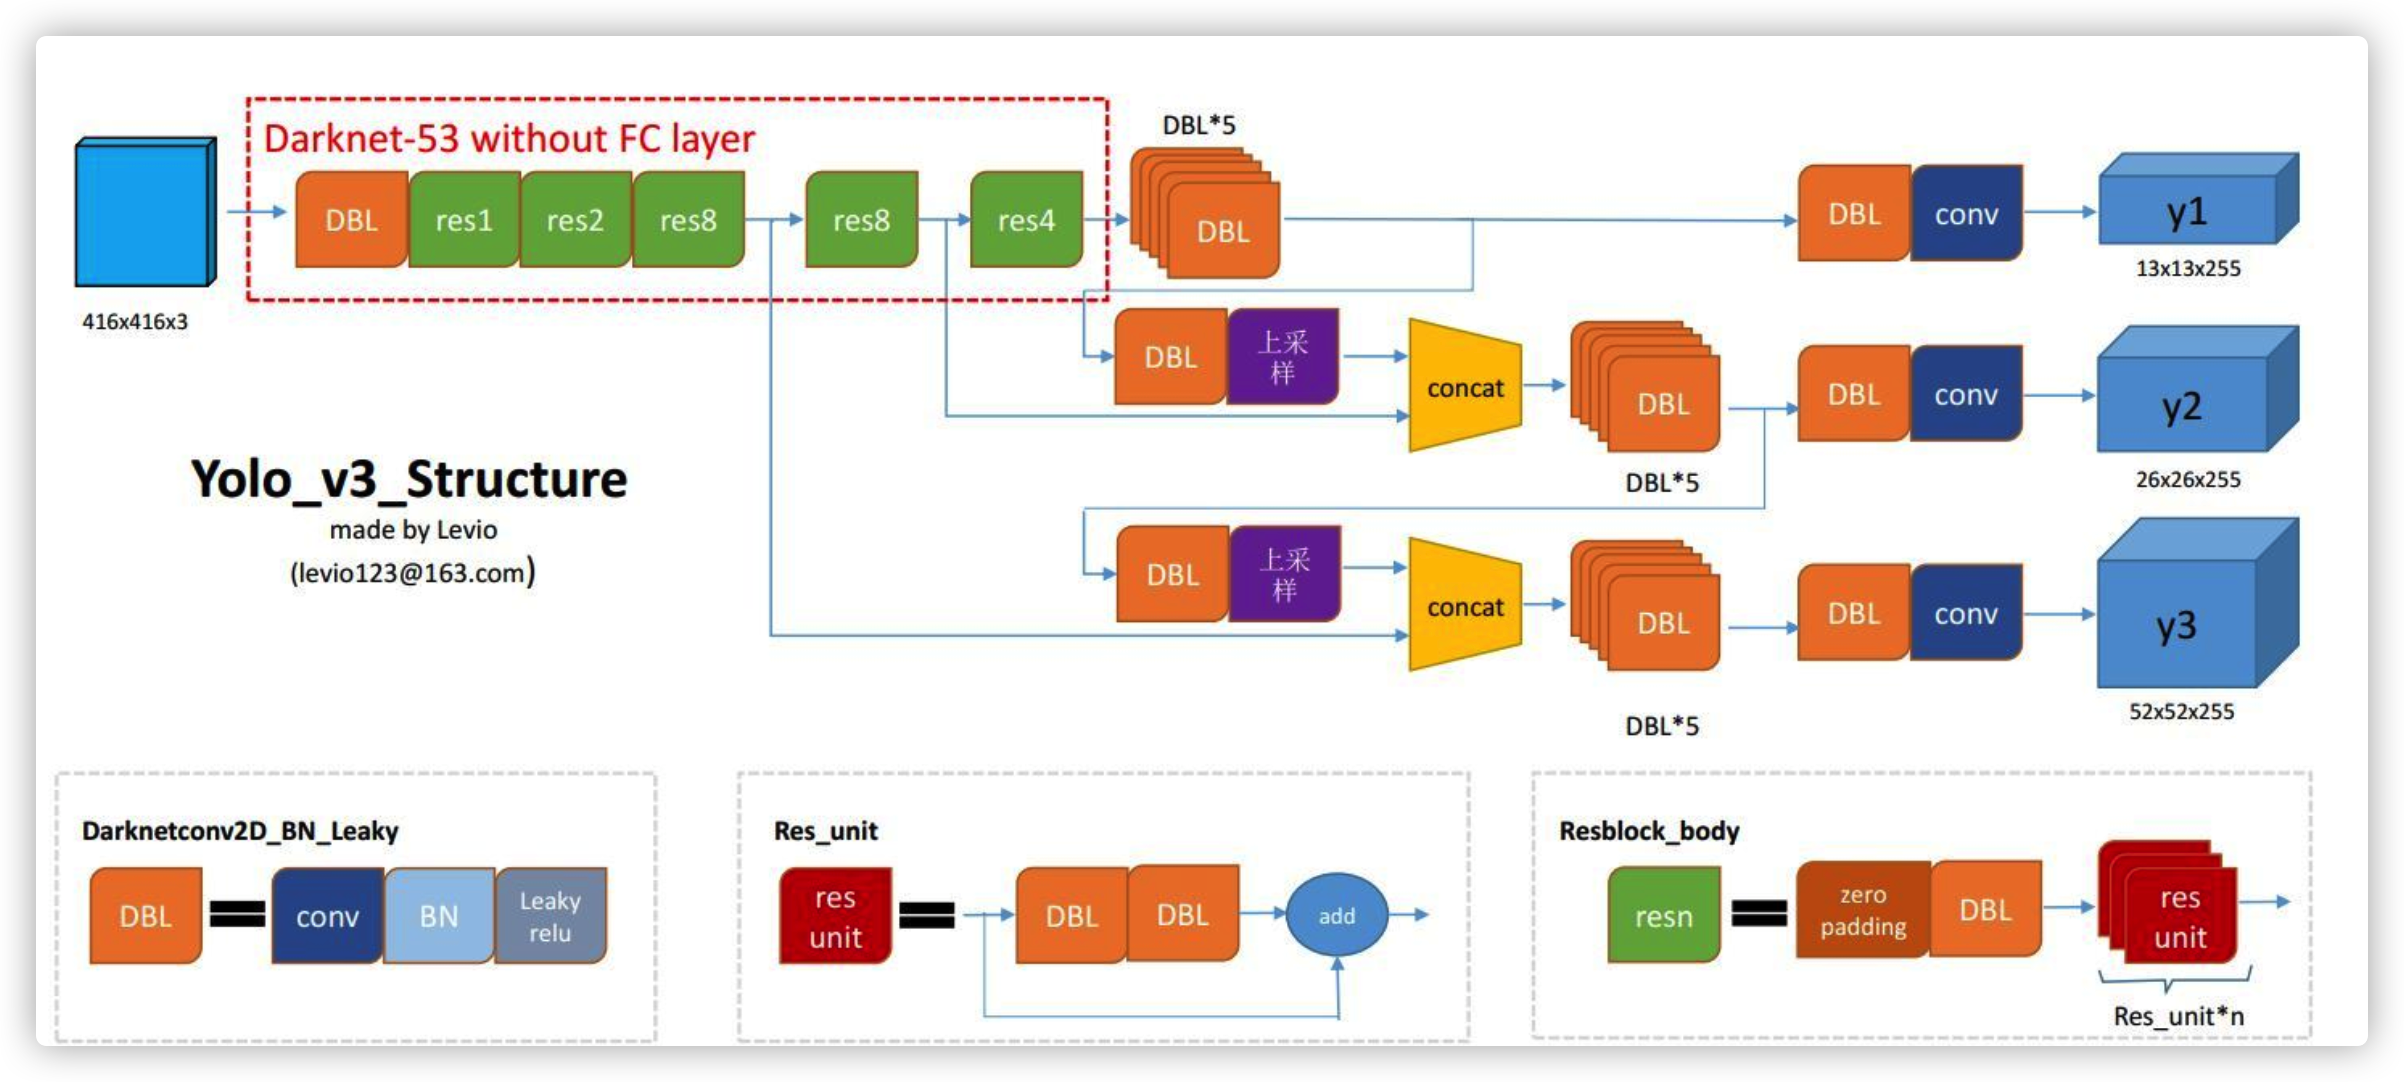 Darknet-53 without FC layer
DBL*5
DBL
res1
res2
res8
res8
res4
DBL
DBL
conv
y1
13x13x255
416x416x3
DBL
上采
样
concat
DBL
DBL
conv
y2
DBL*5
26x26x255
Yolo_v3_Structure
made by Levio
(levio123@163.com)
DBL
上采
样
concat
DBL
DBL
conv
y3
DBL*5
52x52x255
Darknetconv2D_BN_Leaky
DBL
conv
BN
Leaky
relu
Res_unit
res
unit
DBL
DBL
add
Resblock_body
resn
zero
padding
DBL
res
unit
Res_unit*n